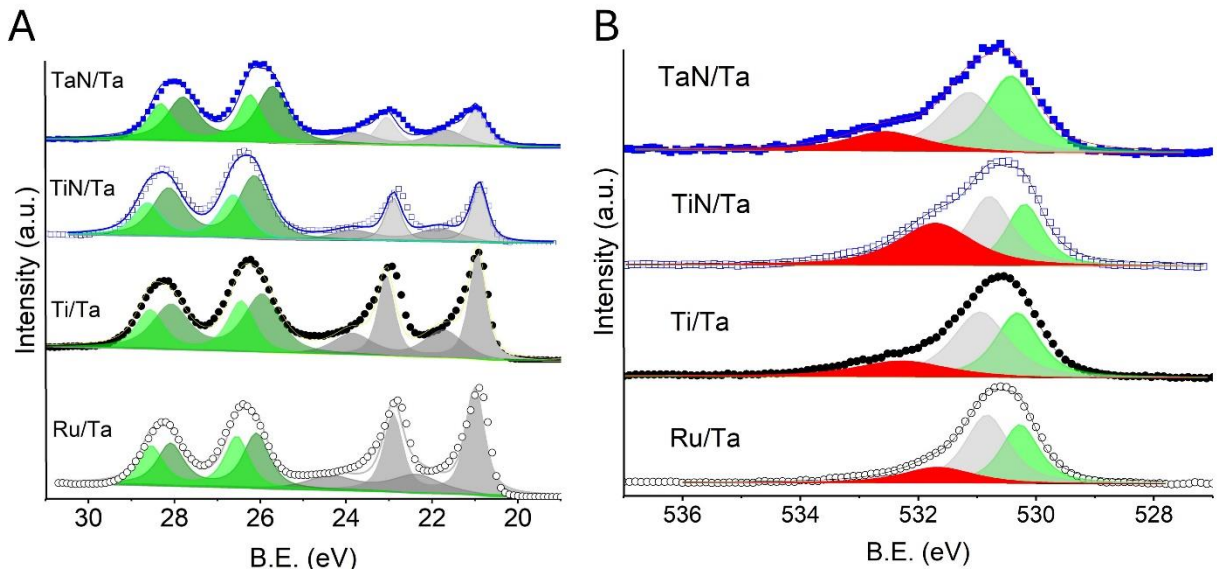 A
TaN/Ta
TiN/Ta
Ti/Ta
Ru/Ta
Intensity (a.u.)
30 28 26 24 22 20
B.E. (eV)
B
TaN/Ta
TiN/Ta
Ti/Ta
Ru/Ta
Intensity (a.u.)
536 534 532 530 528
B.E. (eV)